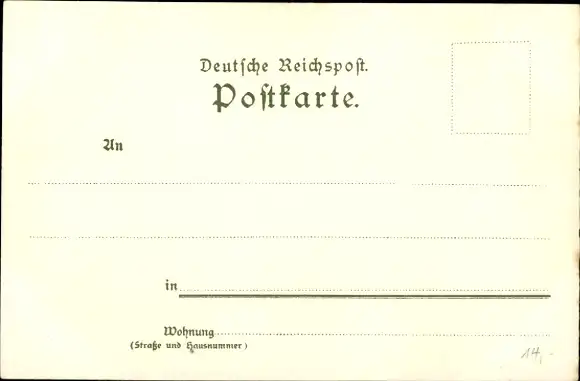 Deutſche Reichspoſt.
Poſtkarte.
An
in
Wohnung
(Straße und Hausnummer)
14,-